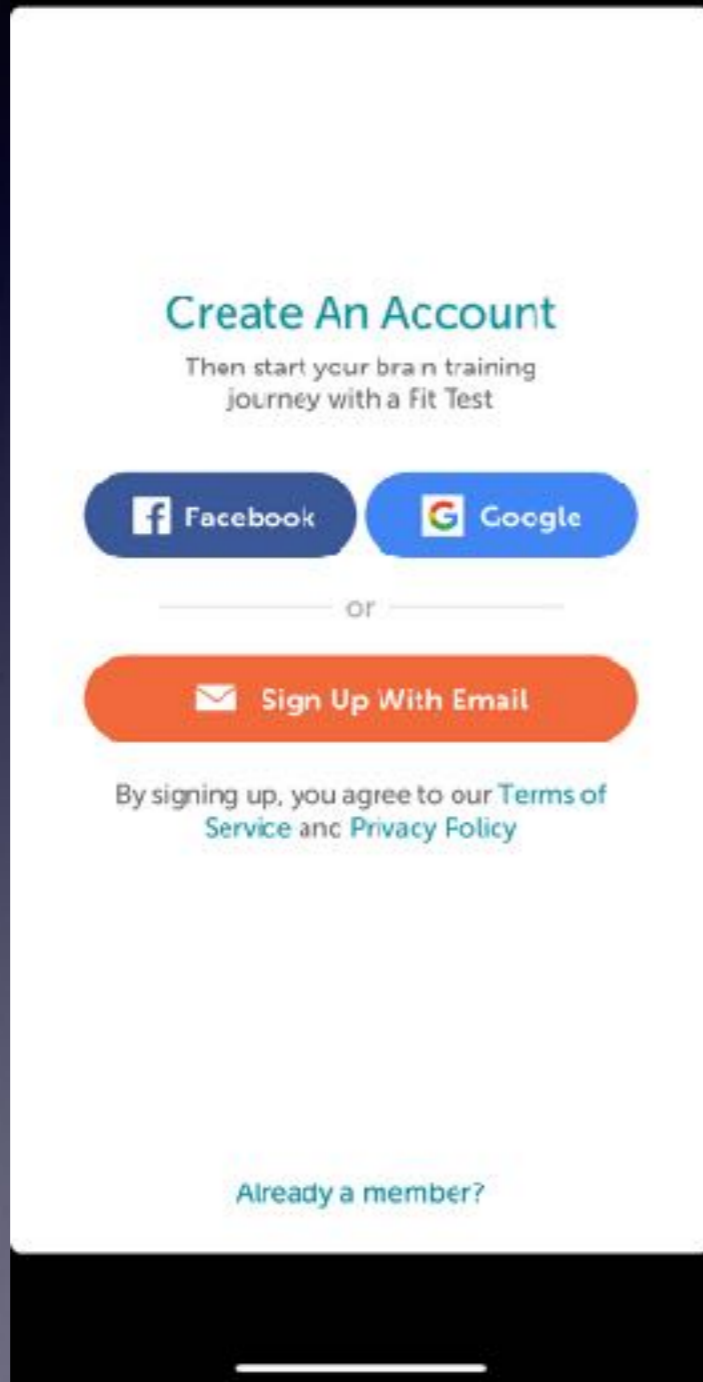 Create An Account
Then start your brain training
journey with a Fit Test
Facebook
Google
or
Sign Up With Email
By signing up, you agree to our Terms of
Service and Privacy Policy
Already a member?